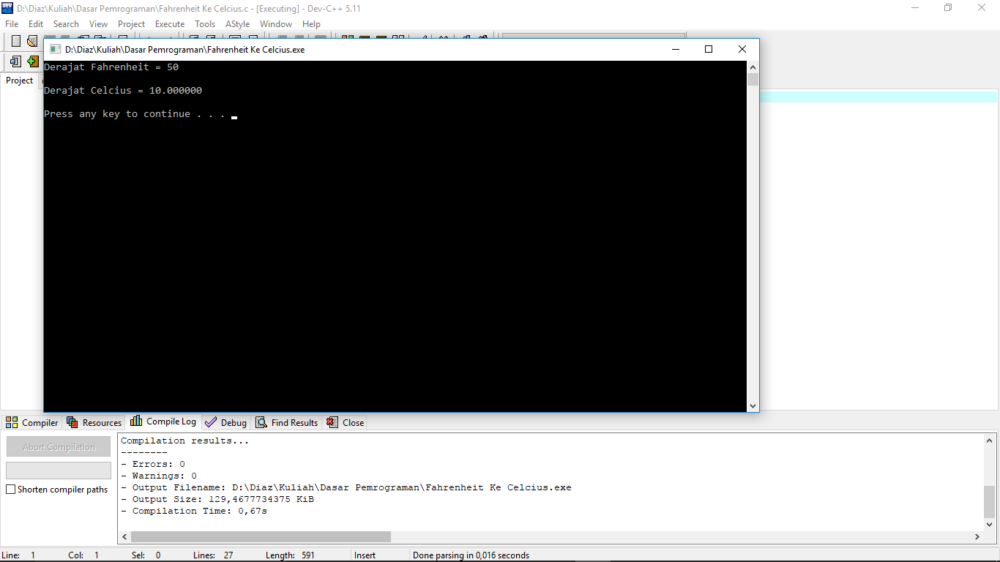 D:\Diaz\Kuliah\Dasar Pemrograman\Fahrenheit Ke Celcius.c - [Executing] - Dev-C++ 5.11
File Edit Search View Project Execute Tools AStyle Window Help
D:\Diaz\Kuliah\Dasar Pemrograman\Fahrenheit Ke Celcius.exe
Project
Derajat Fahrenheit = 50
Derajat Celcius = 10.000000
Press any key to continue . . .
Compiler Resources Compile Log Debug Find Results Close
Abort Compilation
Shorten compiler paths
Compilation results...
--------
- Errors: 0
- Warnings: 0
- Output Filename: D:\Diaz\Kuliah\Dasar Pemrograman\Fahrenheit Ke Celcius.exe
- Output Size: 129,4677734375 KiB
- Compilation Time: 0,67s
Line: 1 Col: 1 Sel: 0 Lines: 27 Length: 591 Insert Done parsing in 0,016 seconds